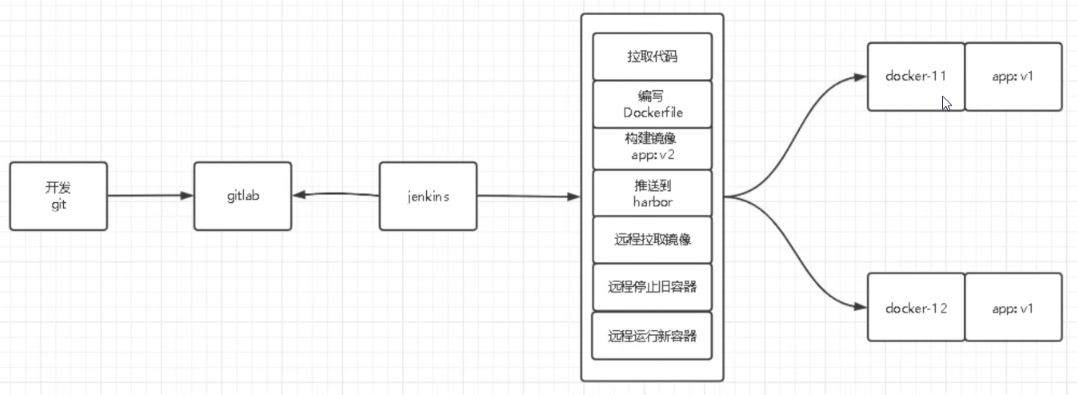 开发
git
gitlab
jenkins
拉取代码
编写
Dockerfile
构建镜像
app: v2
推送到
harbor
远程拉取镜像
远程停止旧容器
远程运行新容器
docker-11
app: v1
docker-12
app: v1